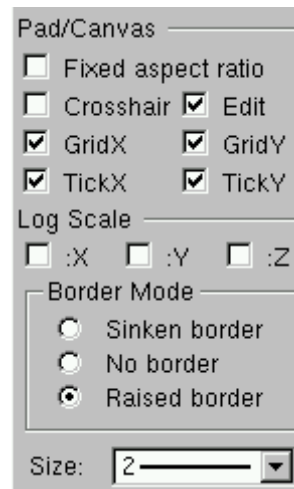 Pad/Canvas
Fixed aspect ratio
Crosshair Edit
GridX GridY
TickX TickY
Log Scale
:X :Y :Z
Border Mode
Sinken border
No border
Raised border
Size: 2